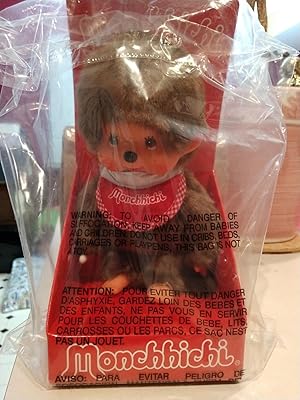 Monchhichi
WARNING: TO AVOID DANGER OF
SUFFOCATION, KEEP AWAY FROM BABIES
AND CHILDREN. DO NOT USE IN CRIBS, BEDS,
CARRIAGES OR PLAYPENS. THIS BAG IS NOT
A TOY.
ATTENTION: POUR ÉVITER TOUT DANGER
D'ASPHYXIE, GARDEZ LOIN DES BEBÉS ET
DES ENFANTS, NE PAS VOUS EN SERVIR
POUR LES COUCHETTES DE BEBE, LITS,
CARROSSES OU LES PARCS, CE SAC N'EST
PAS UN JOUET.
Monchhichi
AVISO: PARA EVITAR PELIGRO DE